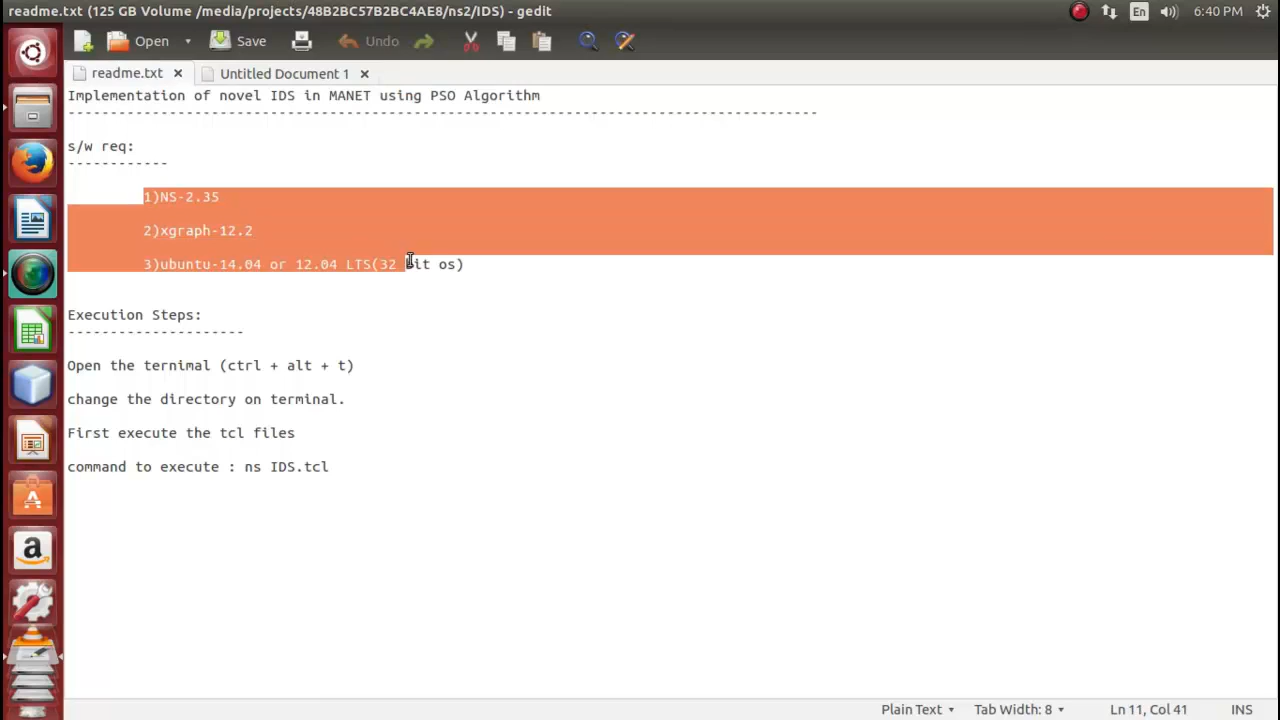 readme.txt (125 GB Volume /media/projects/48B2BC57B2BC4AE8/ns2/IDS) - gedit
En
6:40 PM
Open
Save
Undo
readme.txt
Untitled Document 1
Implementation of novel IDS in MANET using PSO Algorithm
-----------------------------------------------------------------------------------------
s/w req:
------------
1)NS-2.35
2)xgraph-12.2
3)ubuntu-14.04 or 12.04 LTS(32 bit os)
Execution Steps:
---------------------
Open the ternimal (ctrl + alt + t)
change the directory on terminal.
First execute the tcl files
command to execute : ns IDS.tcl
Plain Text
Tab Width: 8
Ln 11, Col 41
INS